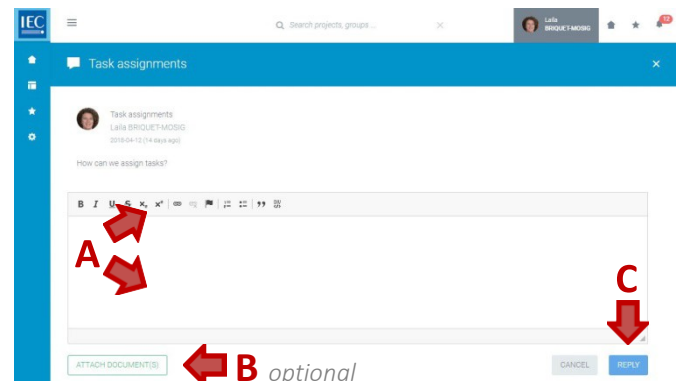 IEC
Search projects, groups...
Laila
BRIQUET-MOSIG
Task assignments
Task assignments
Laila BRIQUET-MOSIG
2018-04-12 (14 days ago)
How can we assign tasks?
B I U S x₂ x²
A
C
ATTACH DOCUMENT(S)
B optional
CANCEL
REPLY